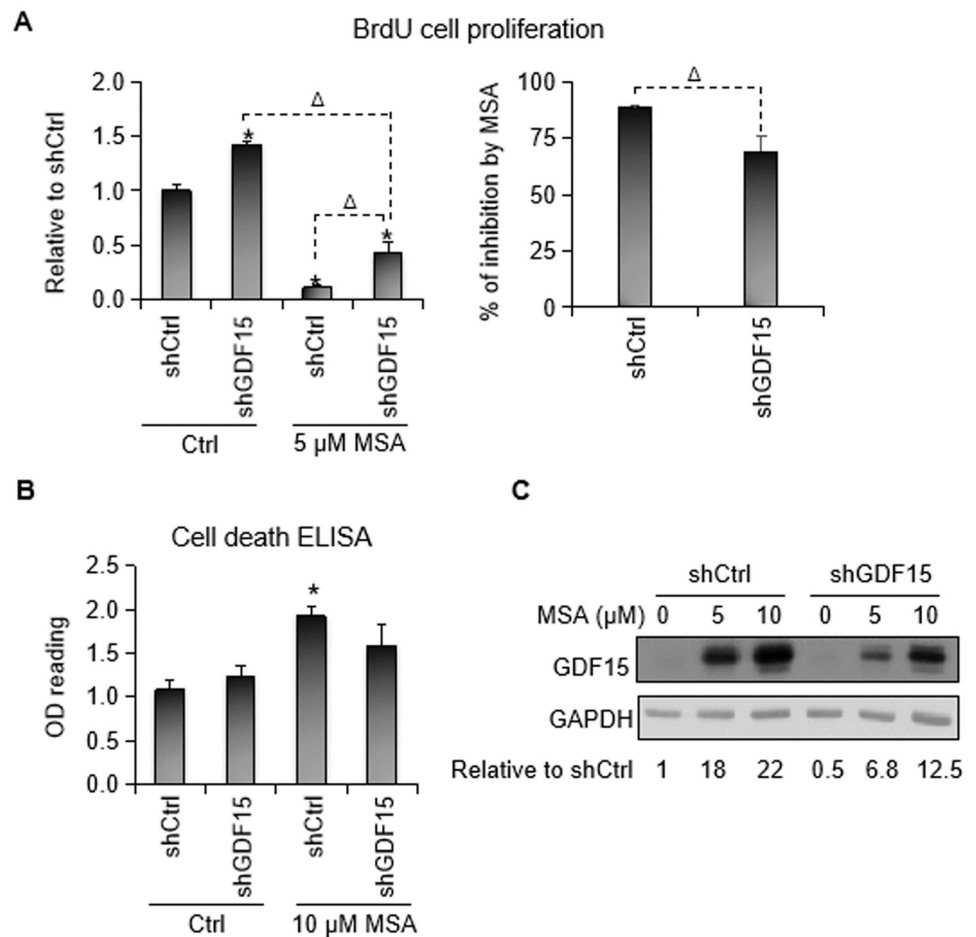 A
BrdU cell proliferation
Relative to shCtrl
2.0
1.5
1.0
0.5
0.0
*
Δ
*
Δ
*
shCtrl
shGDF15
shCtrl
shGDF15
Ctrl
5 µM MSA
% of inhibition by MSA
100
75
50
25
0
Δ
shCtrl
shGDF15
B
Cell death ELISA
OD reading
2.5
2.0
1.5
1.0
0.5
0.0
*
shCtrl
shGDF15
shCtrl
shGDF15
Ctrl
10 µM MSA
C
shCtrl shGDF15
MSA (µM) 0 5 10 0 5 10
GDF15
GAPDH
Relative to shCtrl 1 18 22 0.5 6.8 12.5